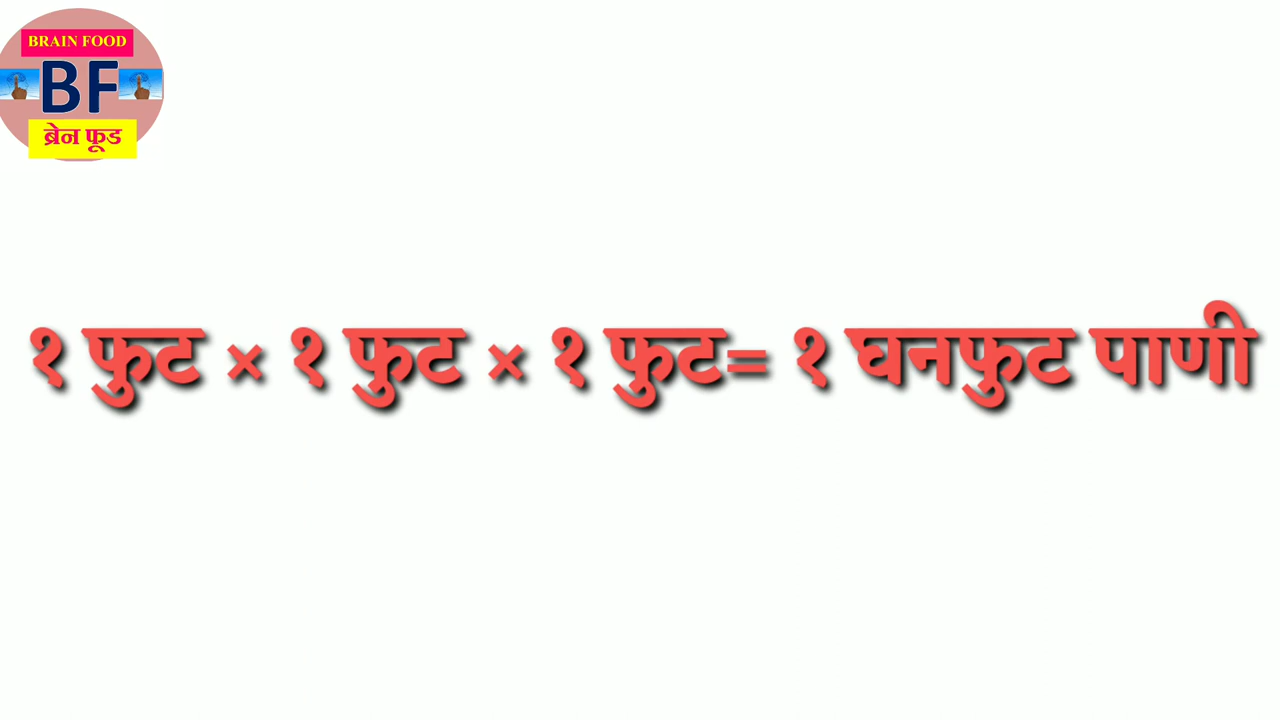 BRAIN FOOD
BF
ब्रेन फूड
१ फुट × १ फुट × १ फुट= १ घनफुट पाणी